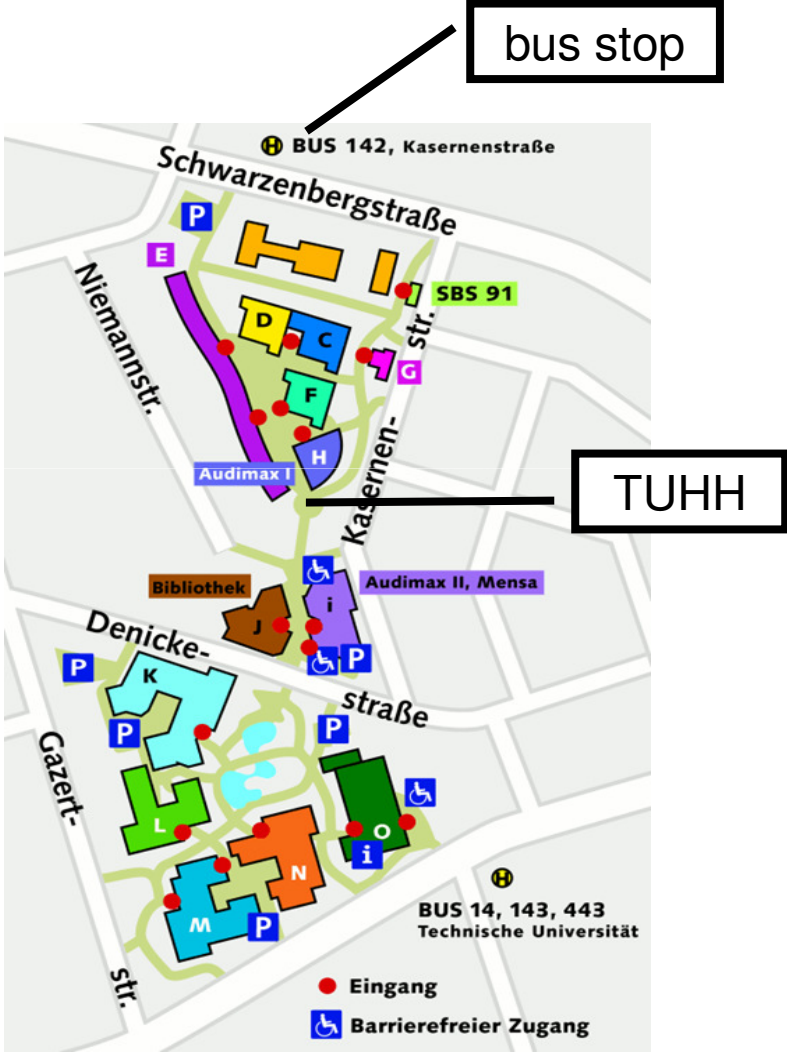 bus stop
H BUS 142, Kasernenstraße
Schwarzenbergstraße
P
E
SBS 91
Niemannstr.
D
C
G
F
H
Audimax I
Kasernen-
str.
TUHH
Bibliothek
Audimax II, Mensa
i
J
P
Denicke-
straße
P
K
P
P
Gazert-
str.
L
O
i
N
M
P
H
BUS 14, 143, 443
Technische Universität
Eingang
Barrierefreier Zugang